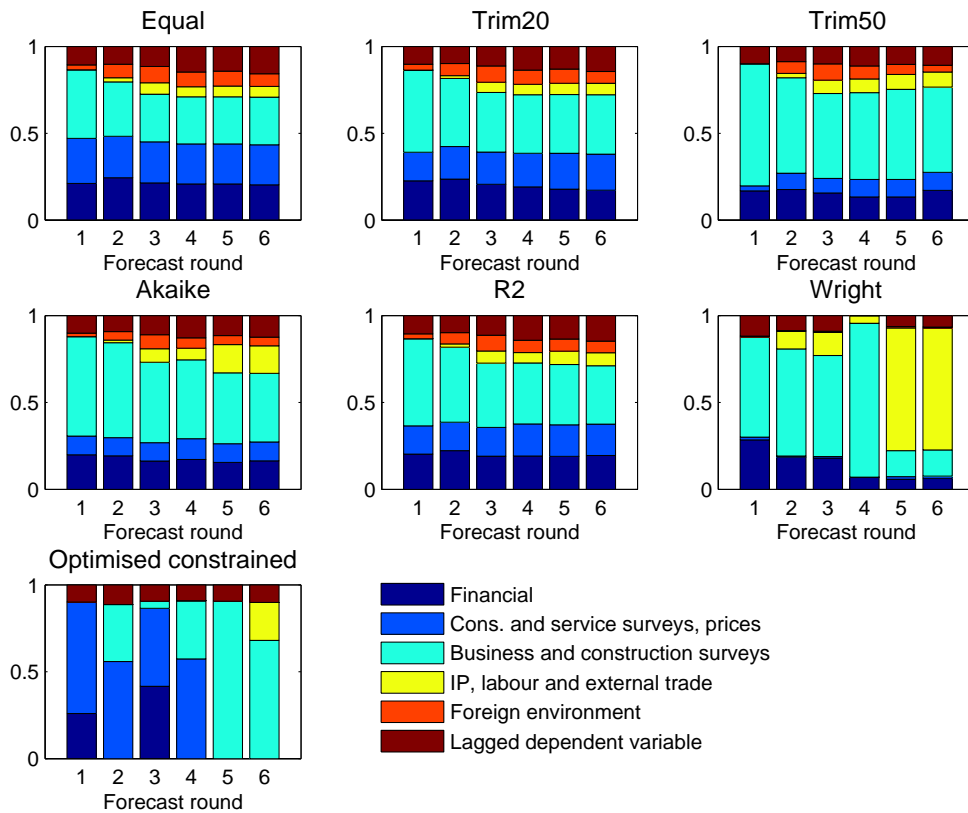 Equal
Trim20
Trim50
1
0.5
0
1 2 3 4 5 6
Forecast round
1
0.5
0
1 2 3 4 5 6
Forecast round
1
0.5
0
1 2 3 4 5 6
Forecast round
Akaike
R2
Wright
1
0.5
0
1 2 3 4 5 6
Forecast round
1
0.5
0
1 2 3 4 5 6
Forecast round
1
0.5
0
1 2 3 4 5 6
Forecast round
Optimised constrained
1
0.5
0
1 2 3 4 5 6
Forecast round
Financial
Cons. and service surveys, prices
Business and construction surveys
IP, labour and external trade
Foreign environment
Lagged dependent variable